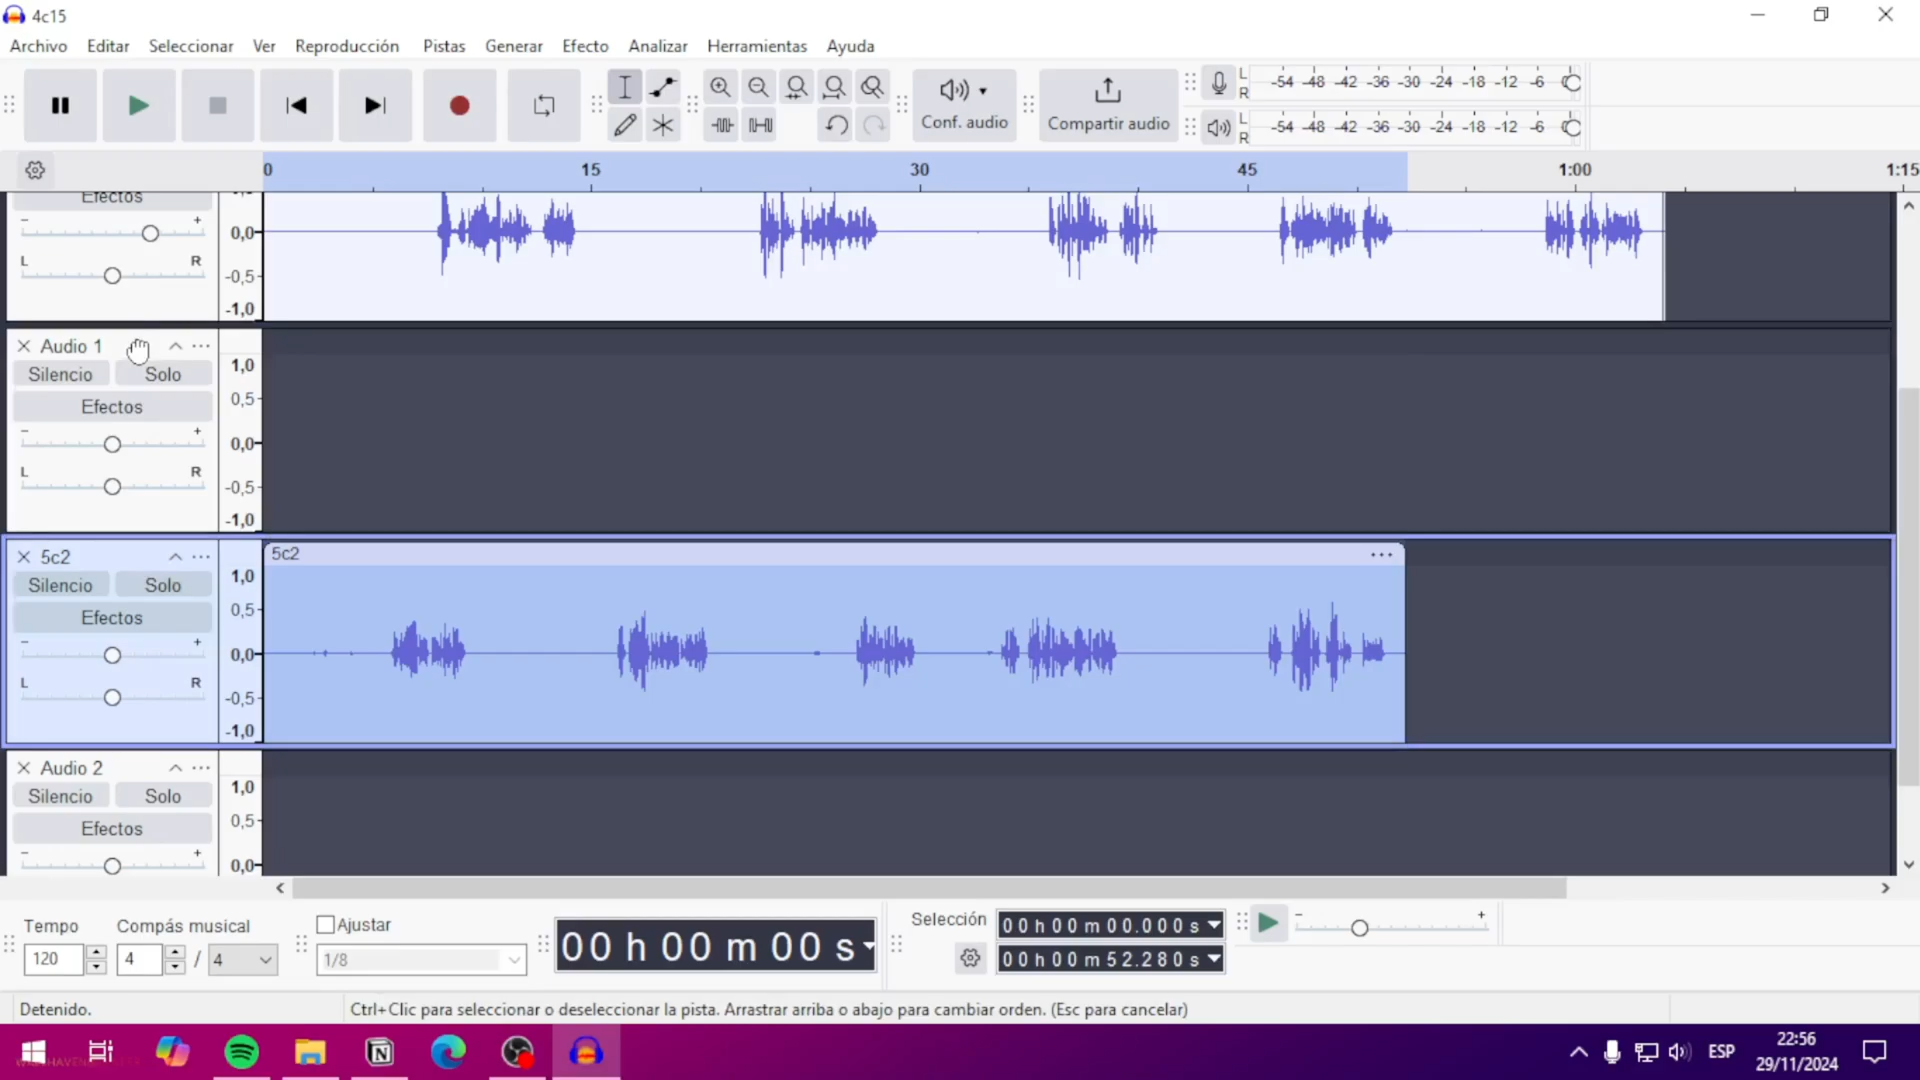 4c15
Archivo Editar Seleccionar Ver Reproducción Pistas Generar Efecto Analizar Herramientas Ayuda
Conf. audio
Compartir audio
L R -54 -48 -42 -36 -30 -24 -18 -12 -6 0
L R -54 -48 -42 -36 -30 -24 -18 -12 -6 0
0 15 30 45 1:00 1:15
Efectos
- +
L R
0,0
-0,5
-1,0
Audio 1
Silencio Solo
Efectos
- +
L R
1,0
0,5
0,0
-0,5
-1,0
5c2
Silencio Solo
Efectos
- +
L R
1,0
0,5
0,0
-0,5
-1,0
5c2
Audio 2
Silencio Solo
Efectos
- +
1,0
0,5
0,0
Tempo
120
Compás musical
4 / 4
Ajustar
1/8
00 h 00 m 00 s
Selección
00 h 00 m 00.000 s
00 h 00 m 52.280 s
- +
Detenido.
Ctrl+Clic para seleccionar o deseleccionar la pista. Arrastrar arriba o abajo para cambiar orden. (Esc para cancelar)
ESP
22:56
29/11/2024